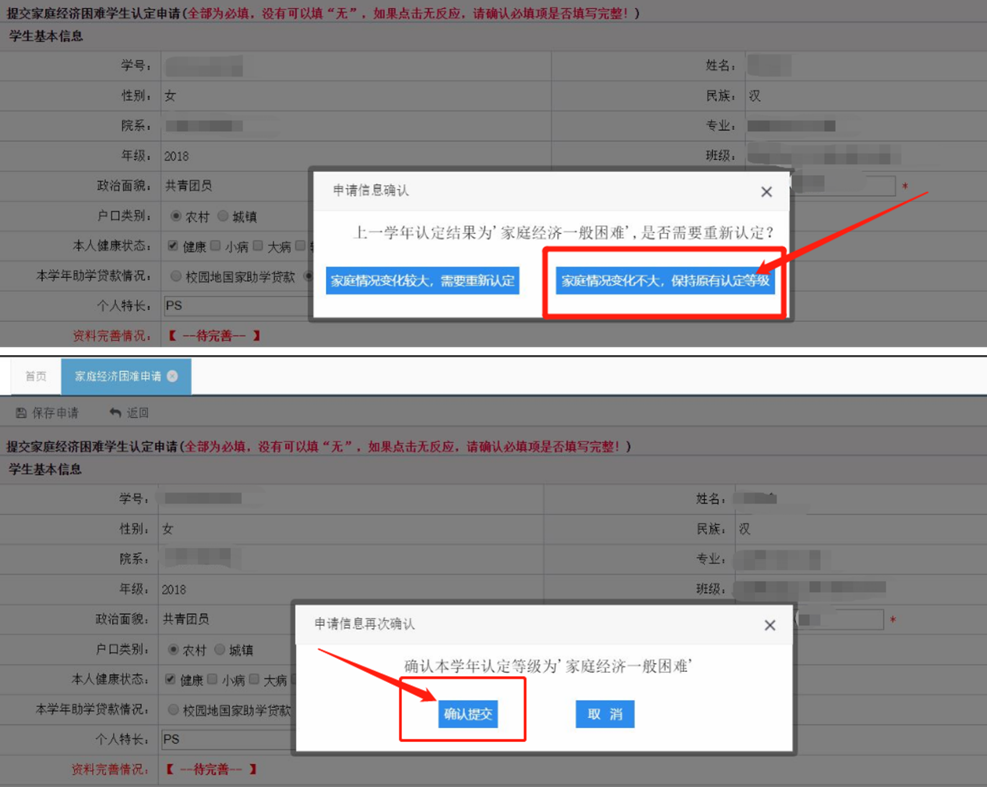 提交家庭经济困难学生认定申请(全部为必填，没有可以填“无”，如果点击无反应，请确认必填项是否填写完整！)
学生基本信息
学号： 姓名：
性别： 女 民族： 汉
院系： 专业：
年级： 2018 班级：
政治面貌： 共青团员 *
户口类别： 农村 城镇
本人健康状态： 健康 小病 大病
本学年助学贷款情况： 校园地国家助学贷款
个人特长： PS
资料完善情况： 【 --待完善-- 】
申请信息确认 ×
上一学年认定结果为'家庭经济一般困难',是否需要重新认定?
家庭情况变化较大，需要重新认定 家庭情况变化不大，保持原有认定等级
首页 家庭经济困难申请
保存申请 返回
提交家庭经济困难学生认定申请(全部为必填，没有可以填“无”，如果点击无反应，请确认必填项是否填写完整！)
学生基本信息
学号： 姓名：
性别： 女 民族： 汉
院系： 专业：
年级： 2018 班级：
政治面貌： 共青团员 *
户口类别： 农村 城镇
本人健康状态： 健康 小病 大病
本学年助学贷款情况： 校园地国家助学贷款
个人特长： PS
资料完善情况： 【 --待完善-- 】
申请信息再次确认 ×
确认本学年认定等级为'家庭经济一般困难'
确认提交 取 消